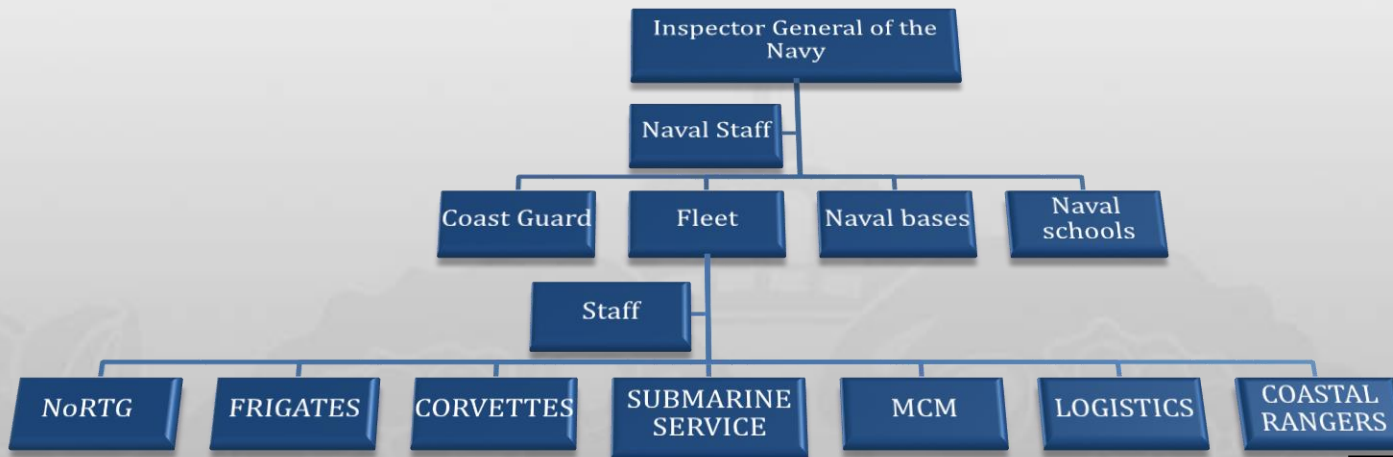 Inspector General of the
Navy
Naval Staff
Coast Guard
Fleet
Naval bases
Naval
schools
Staff
NoRTG
FRIGATES
CORVETTES
SUBMARINE
SERVICE
MCM
LOGISTICS
COASTAL
RANGERS